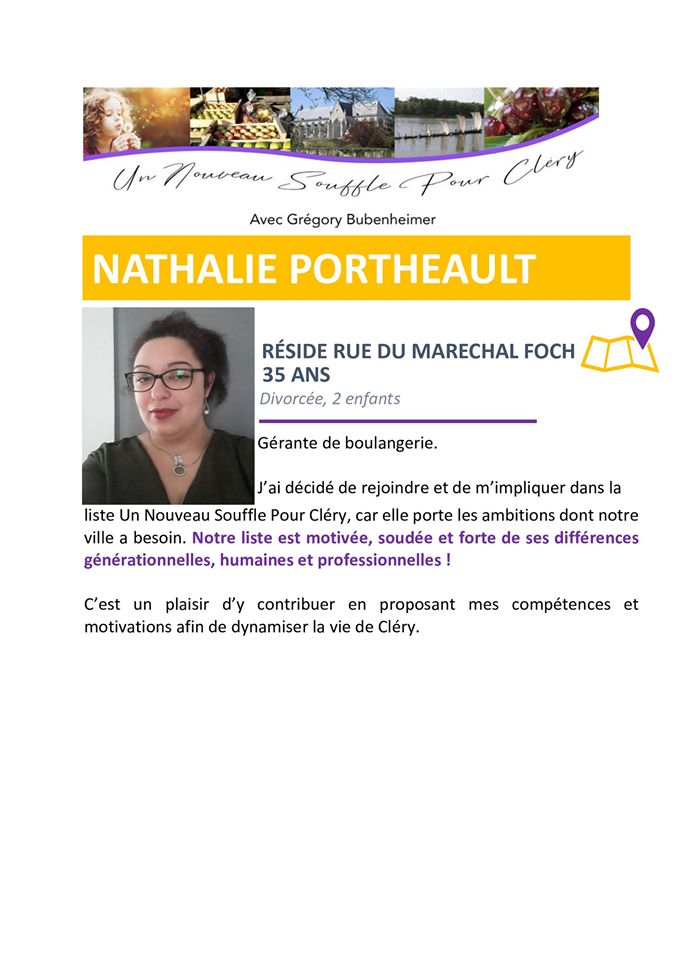 Un Nouveau Souffle Pour Cléry
Avec Grégory Bubenheimer
NATHALIE PORTHEAULT
RÉSIDE RUE DU MARECHAL FOCH
35 ANS
Divorcée, 2 enfants
Gérante de boulangerie.
J’ai décidé de rejoindre et de m’impliquer dans la
liste Un Nouveau Souffle Pour Cléry, car elle porte les ambitions dont notre
ville a besoin. Notre liste est motivée, soudée et forte de ses différences
générationnelles, humaines et professionnelles !
C’est un plaisir d’y contribuer en proposant mes compétences et
motivations afin de dynamiser la vie de Cléry.